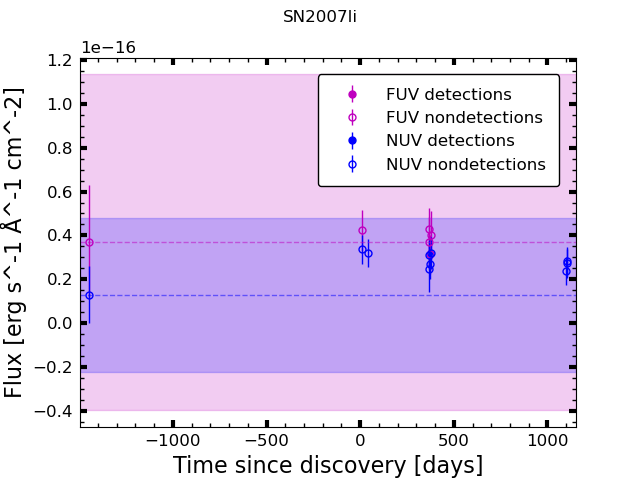 SN2007li
1e−16
1.2
1.0
0.8
0.6
0.4
0.2
0.0
−0.2
−0.4
Flux [erg s^-1 Å^-1 cm^-2]
FUV detections
FUV nondetections
NUV detections
NUV nondetections
−1000 −500 0 500 1000
Time since discovery [days]